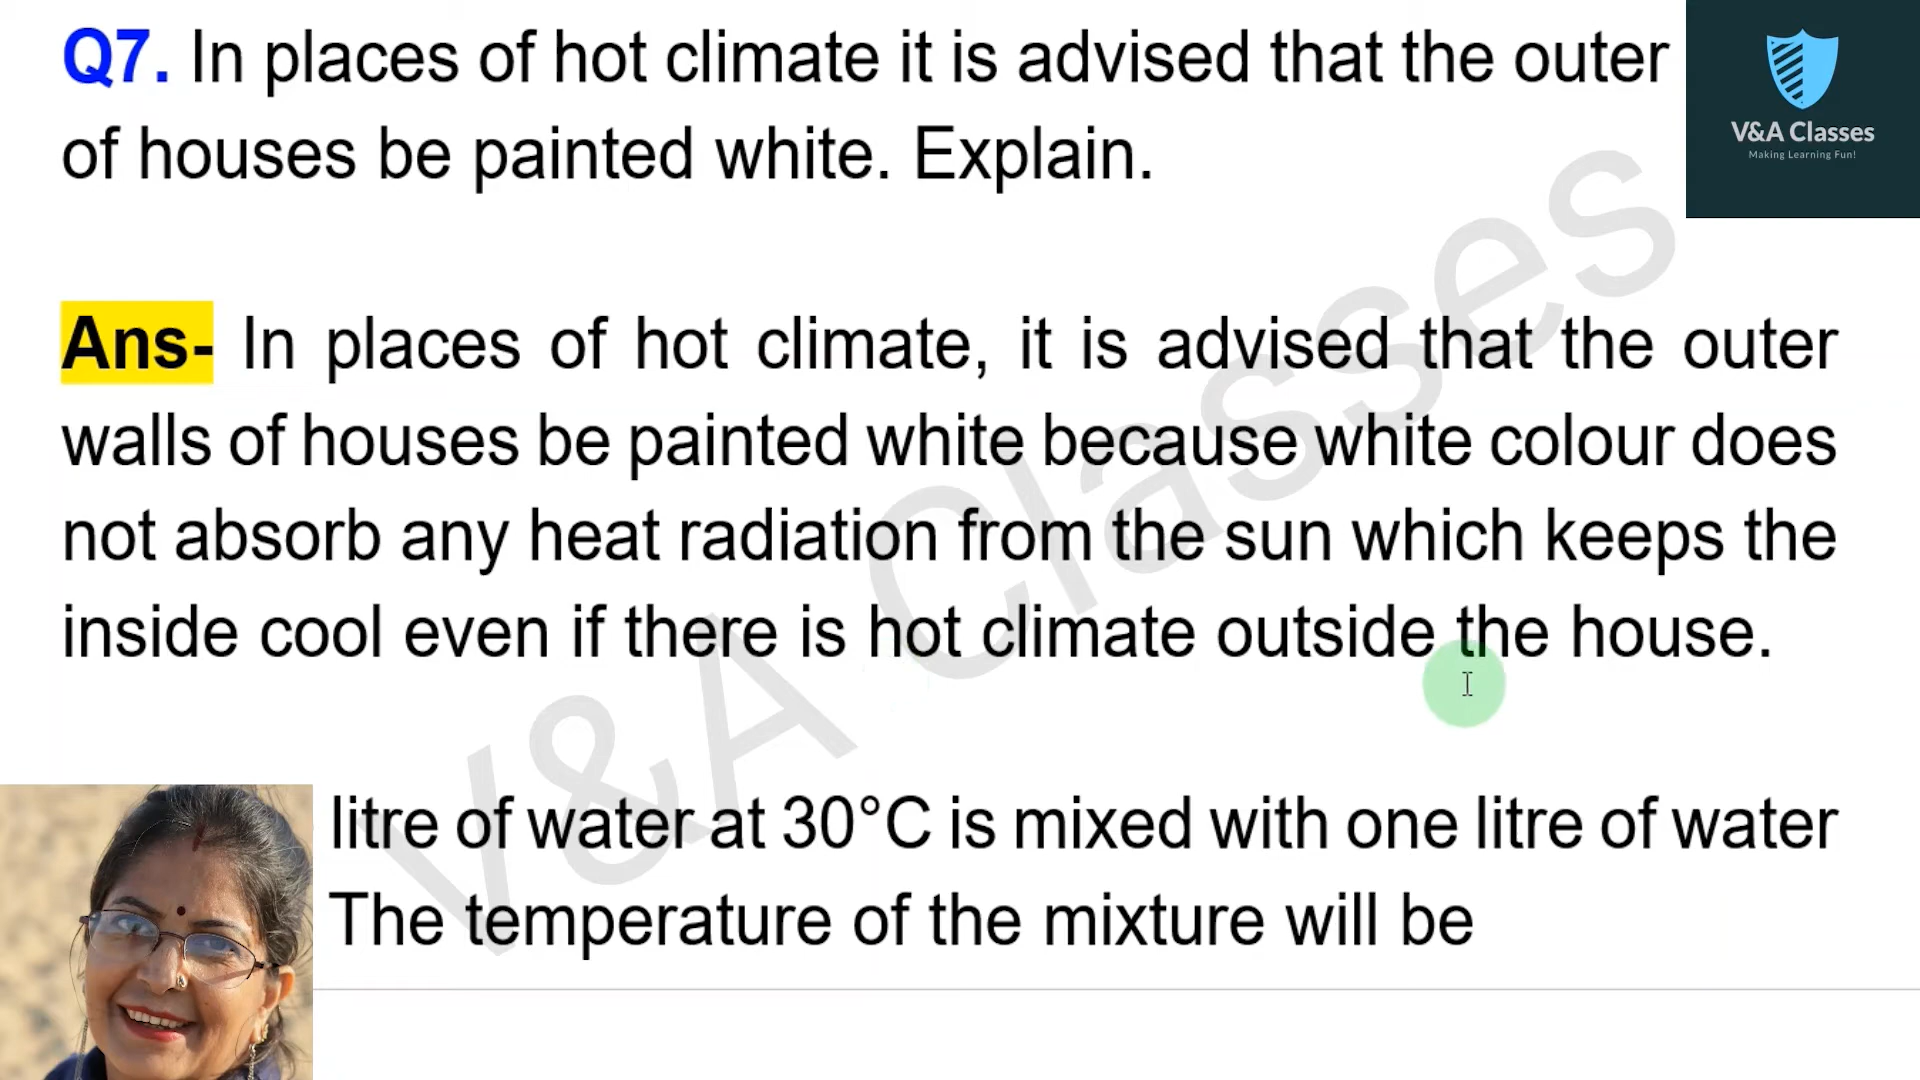 Q7. In places of hot climate it is advised that the outer
of houses be painted white. Explain.
V&A Classes
Making Learning Fun!
Ans- In places of hot climate, it is advised that the outer
walls of houses be painted white because white colour does
not absorb any heat radiation from the sun which keeps the
inside cool even if there is hot climate outside the house.
litre of water at 30°C is mixed with one litre of water
The temperature of the mixture will be
V&A Classes